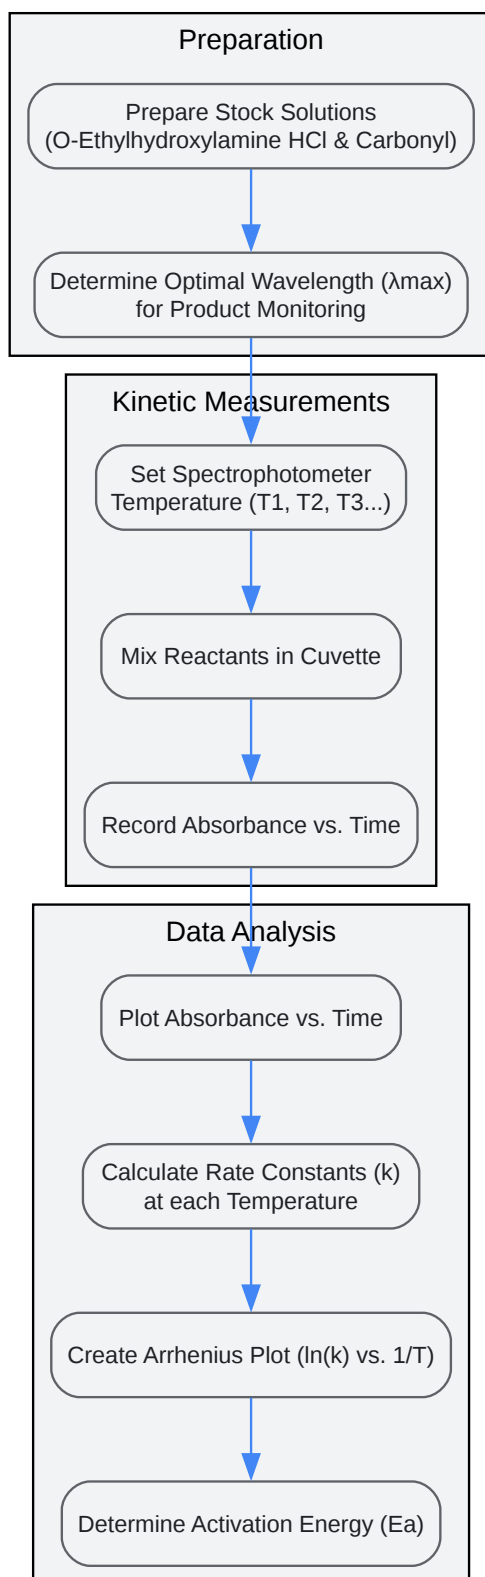 Preparation
Prepare Stock Solutions
(O-Ethylhydroxylamine HCl & Carbonyl)
Determine Optimal Wavelength (λmax)
for Product Monitoring
Kinetic Measurements
Set Spectrophotometer
Temperature (T1, T2, T3...)
Mix Reactants in Cuvette
Record Absorbance vs. Time
Data Analysis
Plot Absorbance vs. Time
Calculate Rate Constants (k)
at each Temperature
Create Arrhenius Plot (ln(k) vs. 1/T)
Determine Activation Energy (Ea)